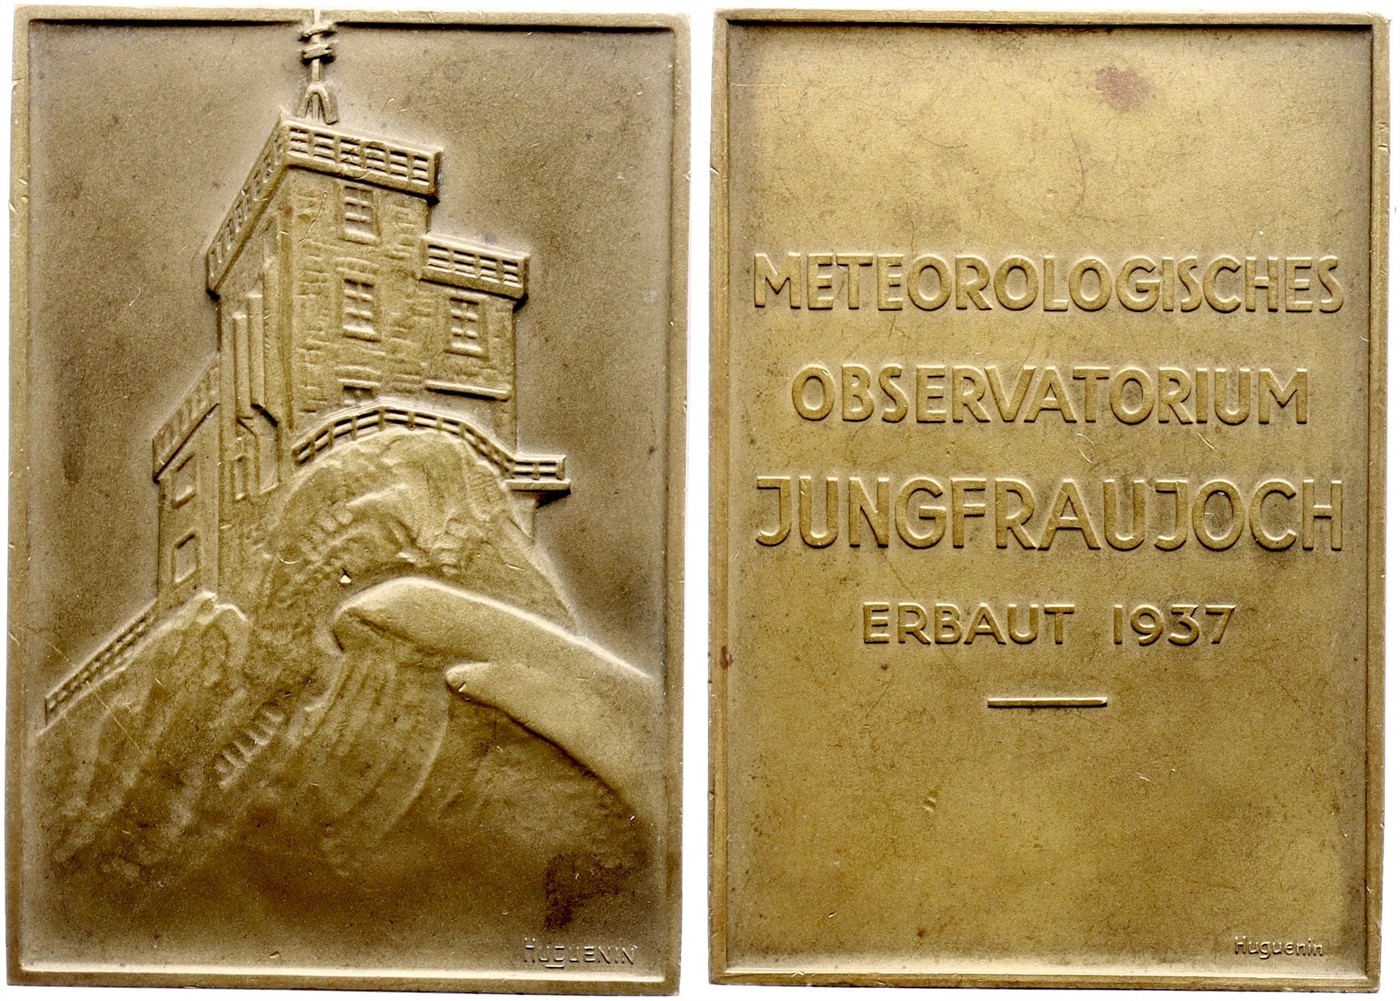 HUGUENIN
METEOROLOGISCHES
OBSERVATORIUM
JUNGFRAUJOCH
ERBAUT 1937
Huguenin